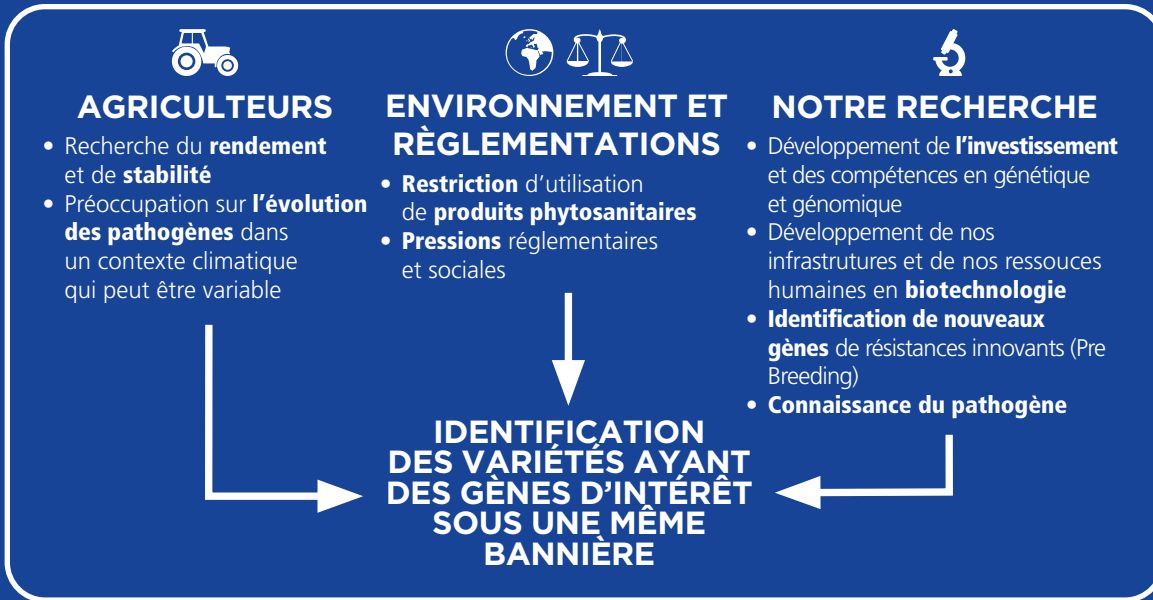 AGRICULTEURS
• Recherche du rendement
et de stabilité
• Préoccupation sur l'évolution
des pathogènes dans
un contexte climatique
qui peut être variable
ENVIRONNEMENT ET
RÈGLEMENTATIONS
• Restriction d'utilisation
de produits phytosanitaires
• Pressions réglementaires
et sociales
NOTRE RECHERCHE
• Développement de l'investissement
et des compétences en génétique
et génomique
• Développement de nos
infrastrutures et de nos ressouces
humaines en biotechnologie
• Identification de nouveaux
gènes de résistances innovants (Pre
Breeding)
• Connaissance du pathogène
IDENTIFICATION
DES VARIÉTÉS AYANT
DES GÈNES D'INTÉRÊT
SOUS UNE MÊME
BANNIÈRE